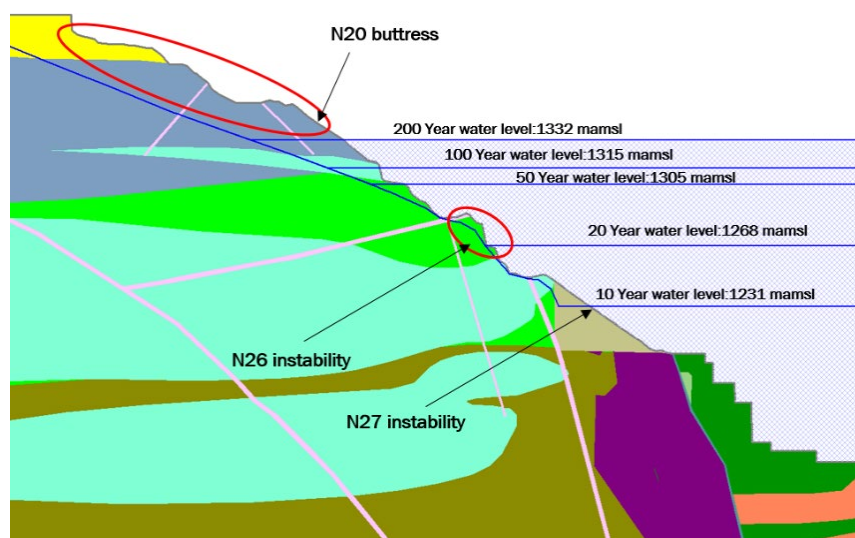 N20 buttress
200 Year water level:1332 mamsl
100 Year water level:1315 mamsl
50 Year water level:1305 mamsl
20 Year water level:1268 mamsl
10 Year water level:1231 mamsl
N26 instability
N27 instability